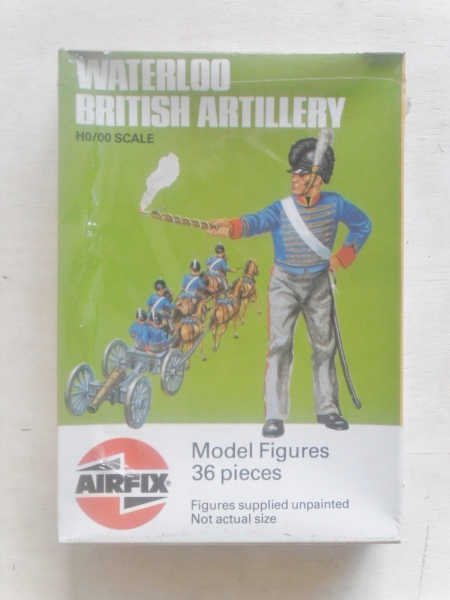 WATERLOO
BRITISH ARTILLERY
H0/00 SCALE
AIRFIX
Model Figures
36 pieces
Figures supplied unpainted
Not actual size